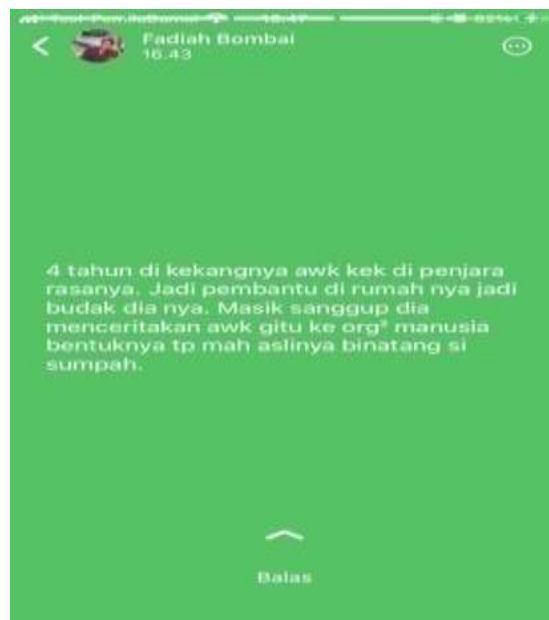 Fadiah Bombai
16.43
4 tahun di kekangnya awk kek di penjara
rasanya. Jadi pembantu di rumah nya jadi
budak dia nya. Masik sanggup dia
menceritakan awk gitu ke org² manusia
bentuknya tp mah aslinya binatang si
sumpah.
Balas